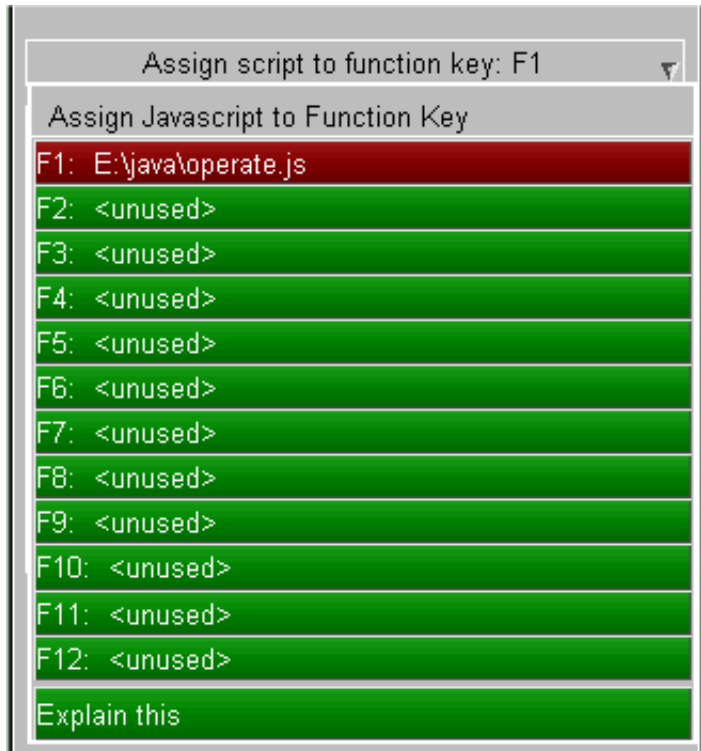 Assign script to function key: F1
Assign Javascript to Function Key
F1: E:\java\operate.js
F2: <unused>
F3: <unused>
F4: <unused>
F5: <unused>
F6: <unused>
F7: <unused>
F8: <unused>
F9: <unused>
F10: <unused>
F11: <unused>
F12: <unused>
Explain this